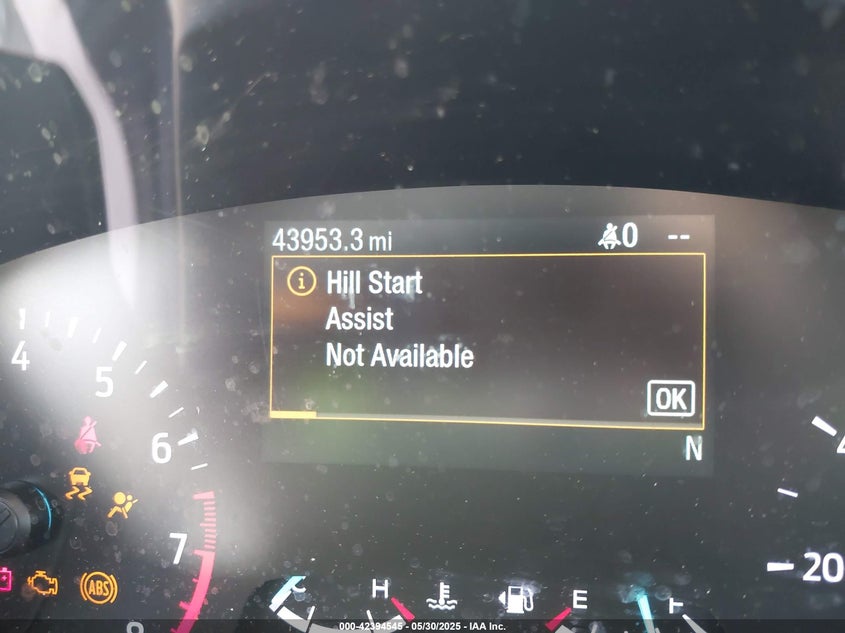 43953.3 mi
0 --
Hill Start
Assist
Not Available
OK
N
4
5
6
7
8
ABS
H
E
20
000-42394545 - 05/30/2025 - IAA Inc.